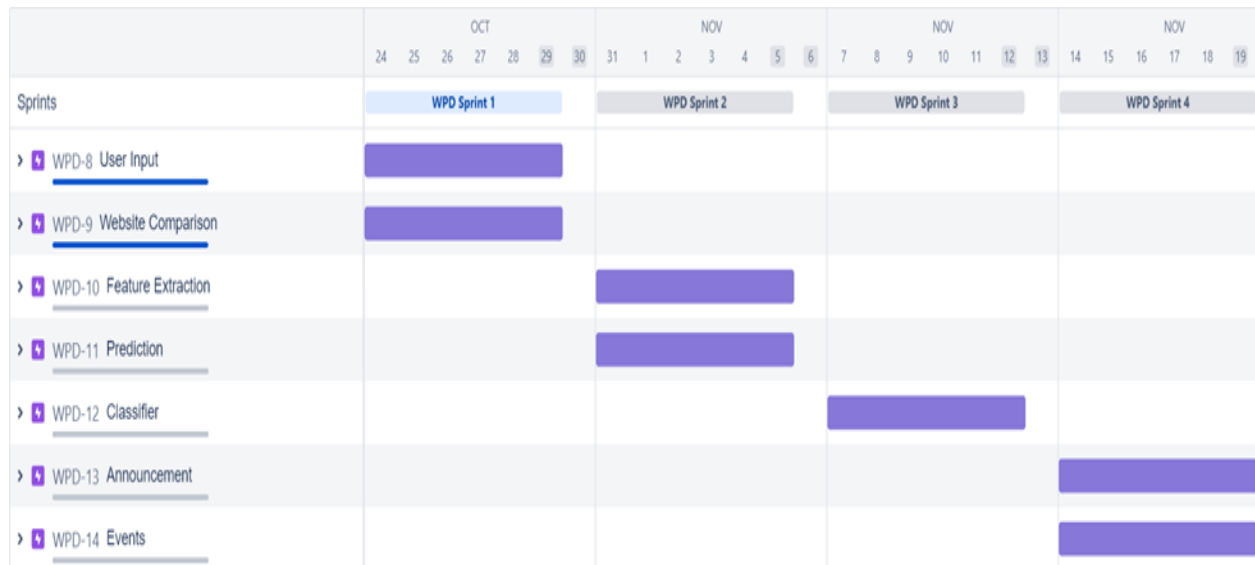 OCT NOV NOV NOV
24 25 26 27 28 29 30 31 1 2 3 4 5 6 7 8 9 10 11 12 13 14 15 16 17 18 19
Sprints WPD Sprint 1 WPD Sprint 2 WPD Sprint 3 WPD Sprint 4
WPD-8 User Input
WPD-9 Website Comparison
WPD-10 Feature Extraction
WPD-11 Prediction
WPD-12 Classifier
WPD-13 Announcement
WPD-14 Events